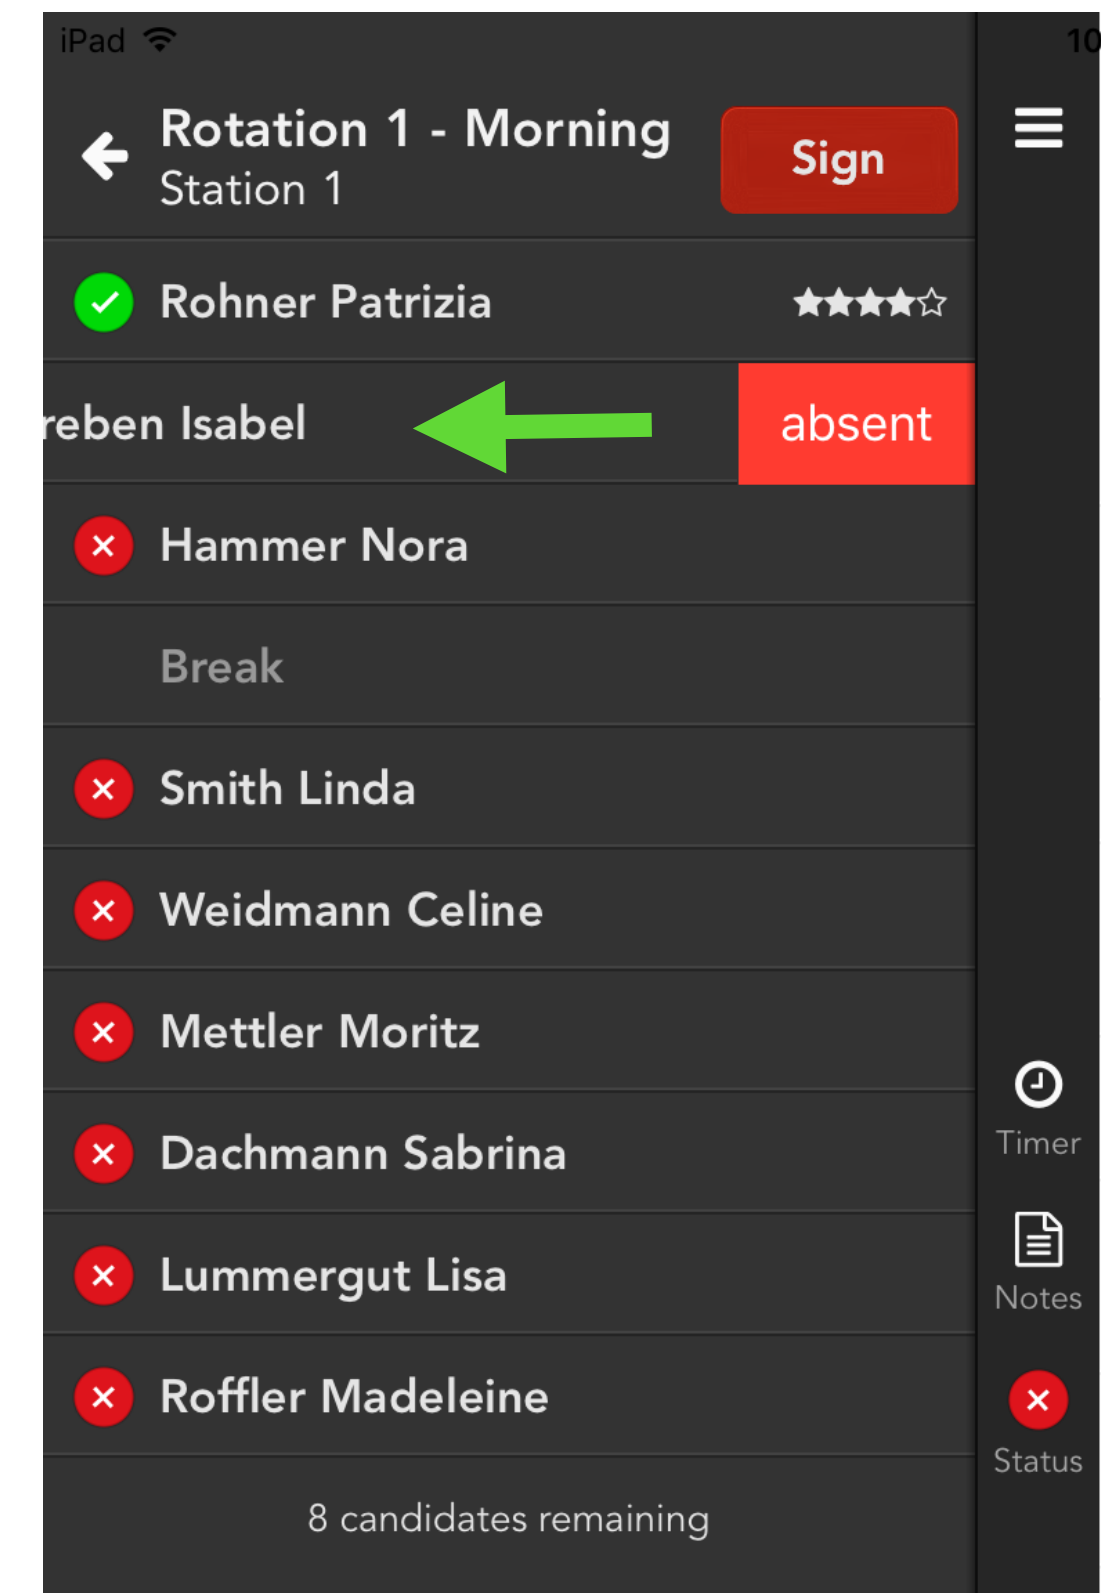 iPad
10
Rotation 1 - Morning
Station 1
Sign
Rohner Patrizia
reben Isabel
absent
Hammer Nora
Break
Smith Linda
Weidmann Celine
Mettler Moritz
Dachmann Sabrina
Lummergut Lisa
Roffler Madeleine
8 candidates remaining
Timer
Notes
Status